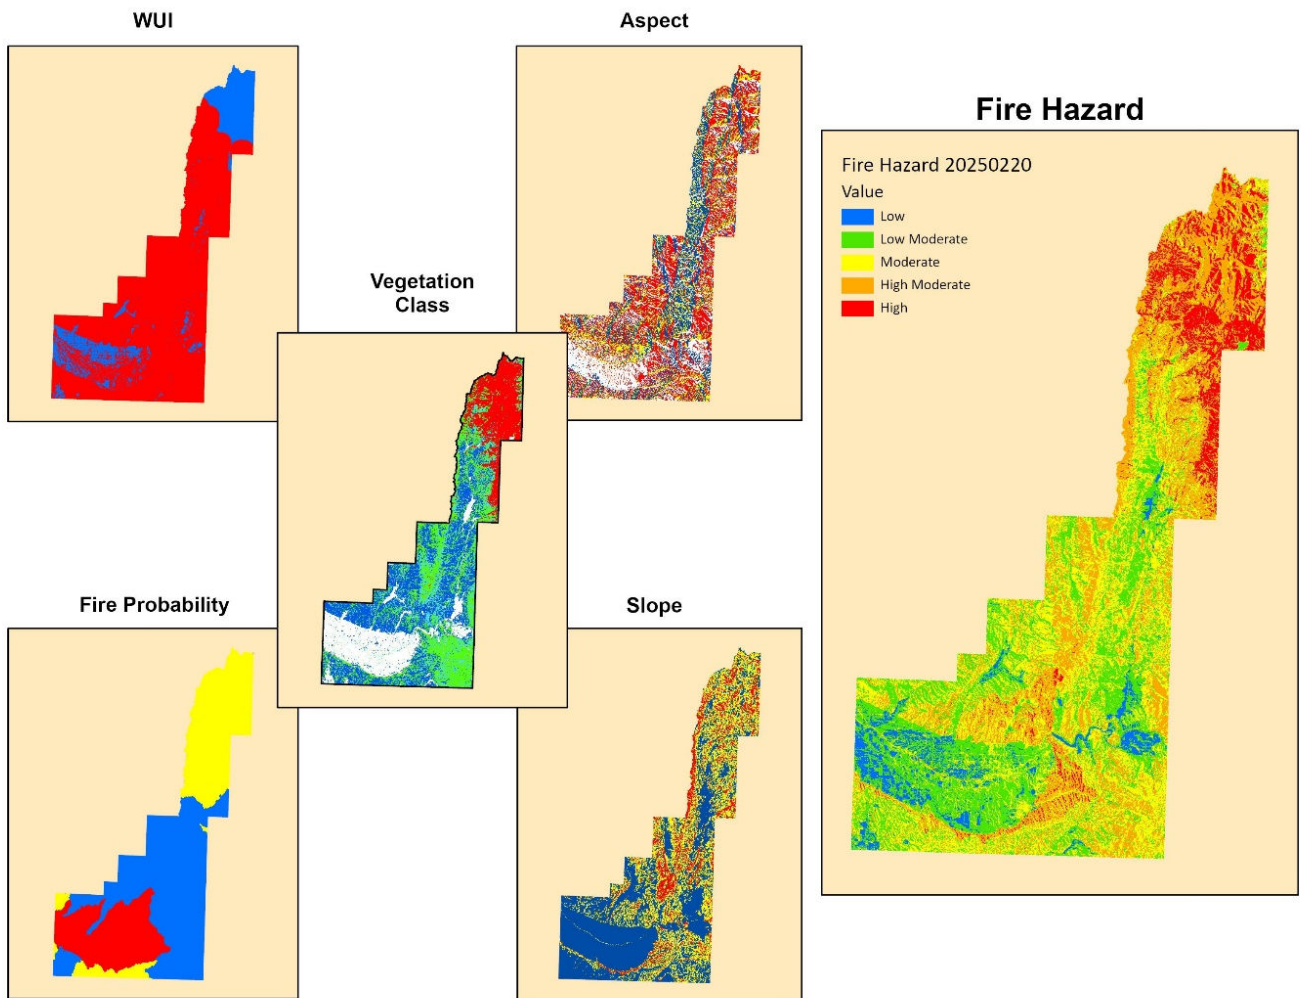 WUI
Aspect
Fire Hazard
Fire Hazard 20250220
Value
Low
Low Moderate
Moderate
High Moderate
High
Vegetation
Class
Fire Probability
Slope